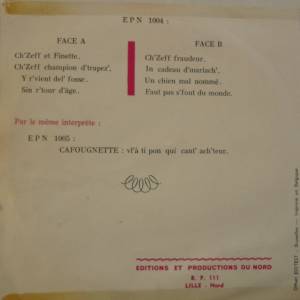 E P N 1004 :
FACE A
Ch'Zeff et Finette.
Ch'Zeff champion d'trapez'.
Y r'vient del' fosse.
Sin r'tour d'âge.
FACE B
Ch'Zeff fraudeur.
In cadeau d'mariach'.
Un chien mal nommé.
Faut pas s'fout du monde.
Par le même interprète :
E P N 1005 :
CAFOUGNETTE : vl'à ti pon qui cant' ach'teur.
EDITIONS ET PRODUCTIONS DU NORD
B. P. 111
LILLE - Nord